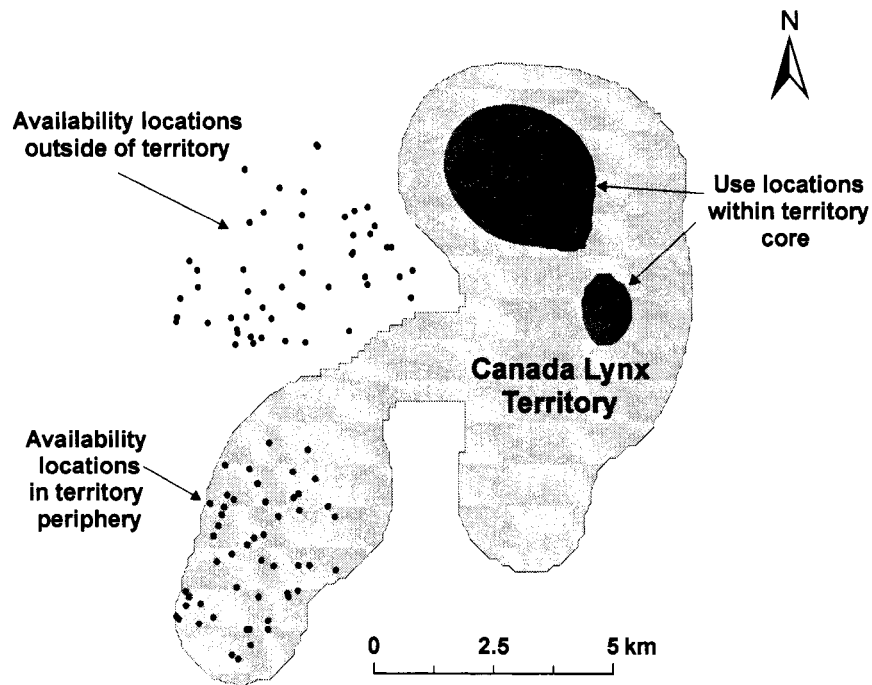 N
Availability locations
outside of territory
Use locations
within territory
core
Canada Lynx
Territory
Availability
locations
in territory
periphery
0 2.5 5 km